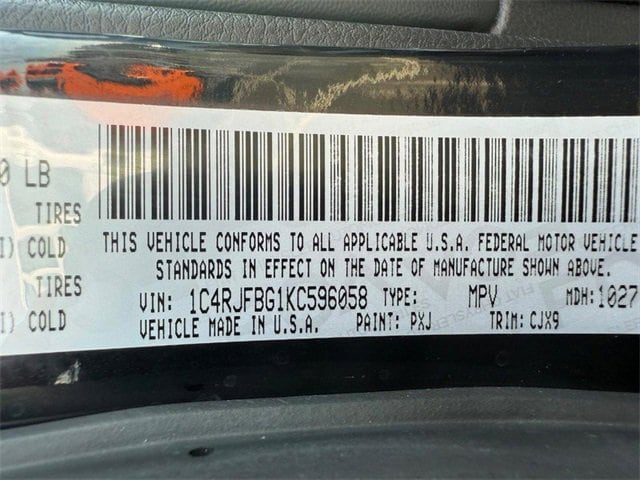 0 LB
TIRES
) COLD
TIRES
) COLD
THIS VEHICLE CONFORMS TO ALL APPLICABLE U.S.A. FEDERAL MOTOR VEHICLE
STANDARDS IN EFFECT ON THE DATE OF MANUFACTURE SHOWN ABOVE.
VIN: 1C4RJFBG1KC596058 TYPE: MPV MDH: 1027
VEHICLE MADE IN U.S.A. PAINT: PXJ TRIM: CJX9